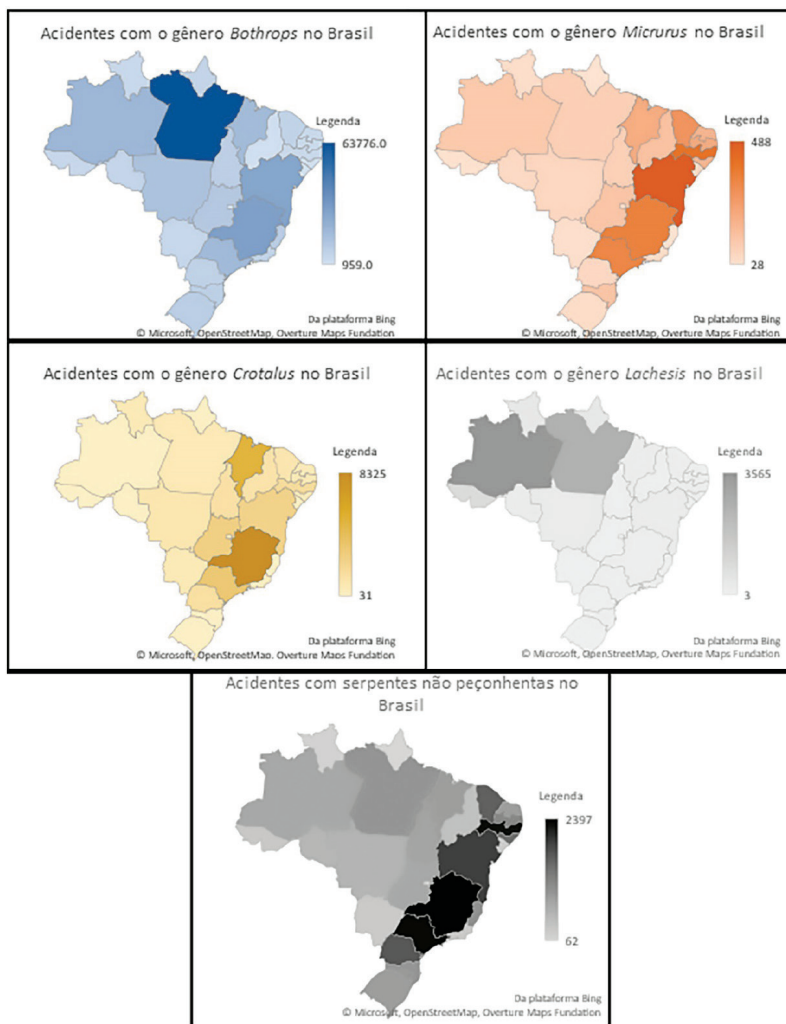 Acidentes com o gênero Bothrops no Brasil
Legenda
63776.0
959.0
Da plataforma Bing
© Microsoft, OpenStreetMap, Overture Maps Fundation
Acidentes com o gênero Micrurus no Brasil
Legenda
488
28
Da plataforma Bing
© Microsoft, OpenStreetMap, Overture Maps Fundation
Acidentes com o gênero Crotalus no Brasil
Legenda
8325
31
Da plataforma Bing
© Microsoft, OpenStreetMap, Overture Maps Fundation
Acidentes com o gênero Lachesis no Brasil
Legenda
3565
3
Da plataforma Bing
© Microsoft, OpenStreetMap, Overture Maps Fundation
Acidentes com serpentes não peçonhentas no
Brasil
Legenda
2397
62
Da plataforma Bing
© Microsoft, OpenStreetMap, Overture Maps Fundation